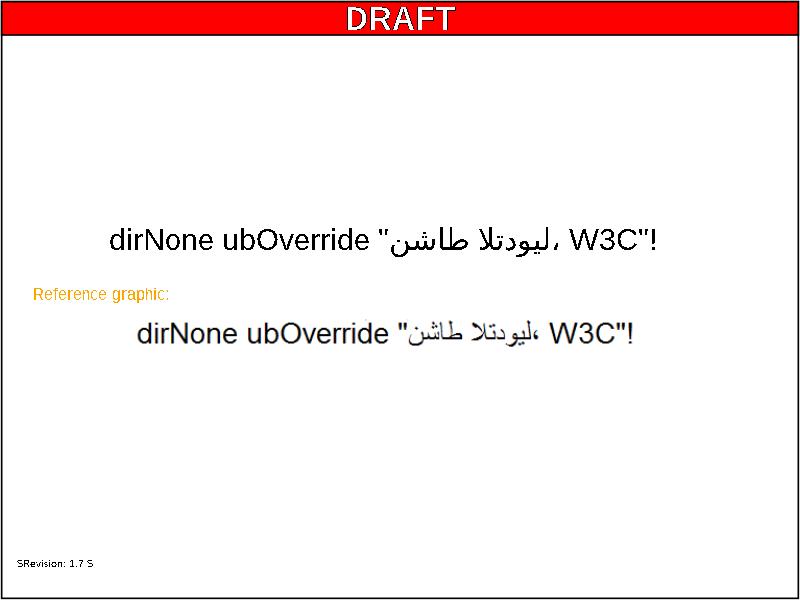 DRAFT
dirNone ubOverride "،ليودتلا طاشن W3C"!
Reference graphic:
dirNone ubOverride "،ليودتلا طاشن W3C"!
SRevision: 1.7 S